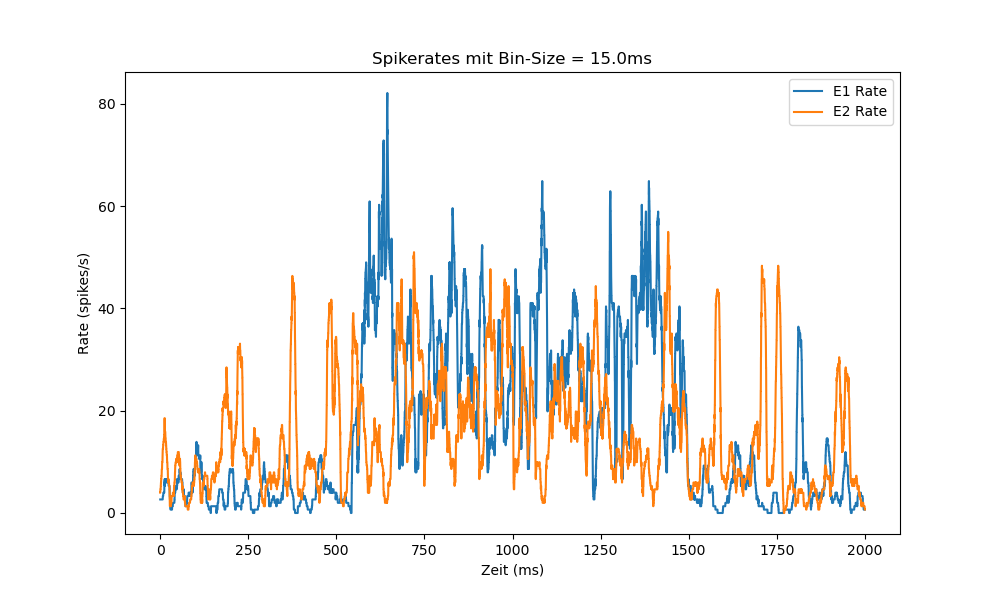 Spikerates mit Bin-Size = 15.0ms
E1 Rate
E2 Rate
Rate (spikes/s)
80
60
40
20
0
0 250 500 750 1000 1250 1500 1750 2000
Zeit (ms)